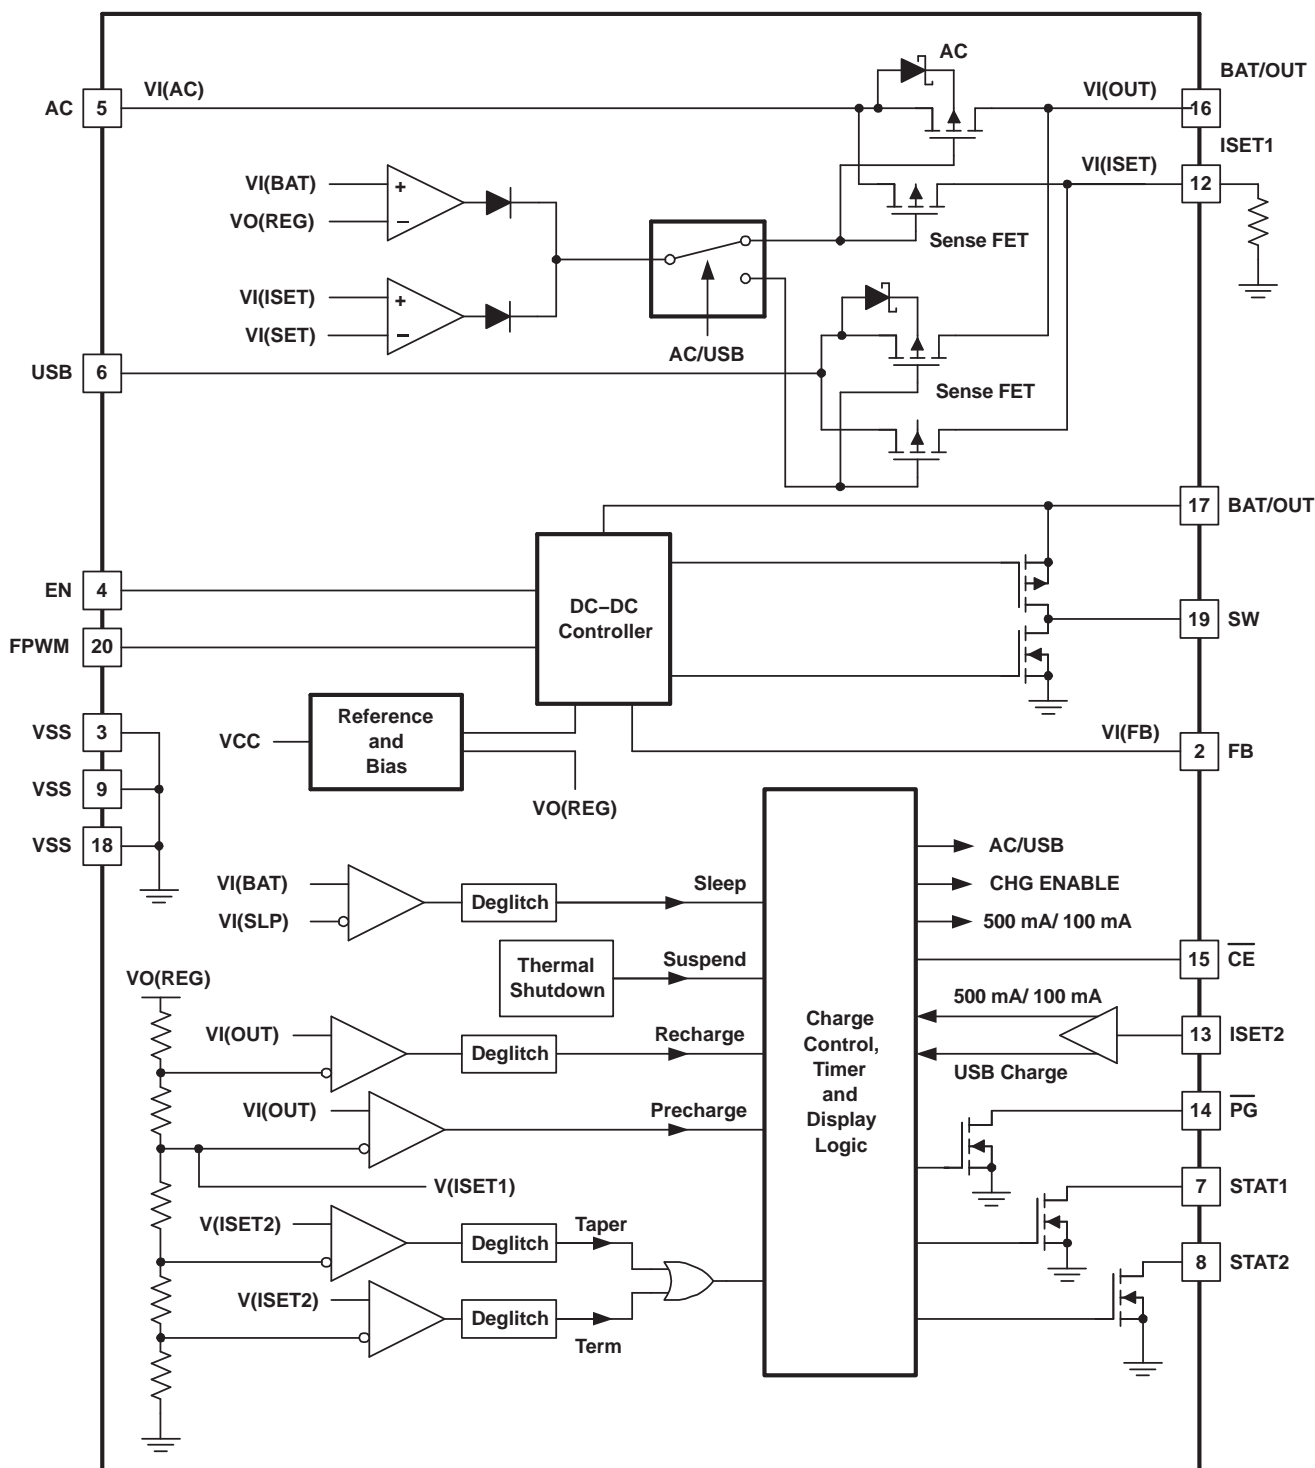 AC
BAT/OUT
VI(AC)
VI(OUT)
AC
5
16
ISET1
VI(ISET)
VI(BAT)
+
12
VO(REG)
−
Sense FET
VI(ISET)
+
VI(SET)
−
AC/USB
USB
6
Sense FET
17
BAT/OUT
EN
4
DC−DC
Controller
19
SW
FPWM
20
VSS
3
Reference
and
Bias
VCC
VI(FB)
2
FB
VSS
9
VO(REG)
VSS
18
AC/USB
VI(BAT)
Sleep
CHG ENABLE
Deglitch
VI(SLP)
500 mA/ 100 mA
Thermal
Shutdown
Suspend
15
C̅E̅
VO(REG)
500 mA/ 100 mA
Charge
Control,
Timer
and
Display
Logic
VI(OUT)
Recharge
13
ISET2
Deglitch
USB Charge
VI(OUT)
Precharge
14
P̅G̅
V(ISET1)
7
STAT1
V(ISET2)
Taper
Deglitch
8
STAT2
V(ISET2)
Deglitch
Term